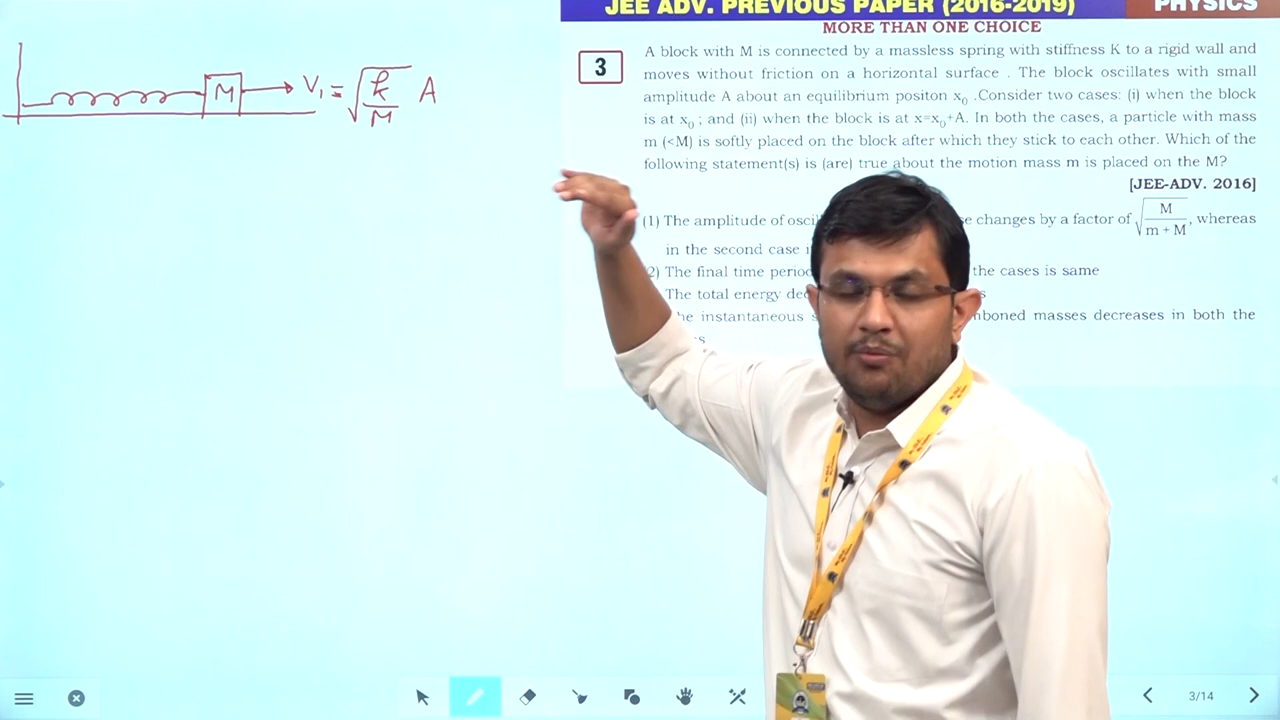 JEE ADV. PREVIOUS PAPER (2016-2019)
PHYSICS
MORE THAN ONE CHOICE
3
A block with M is connected by a massless spring with stiffness K to a rigid wall and
moves without friction on a horizontal surface . The block oscillates with small
amplitude A about an equilibrium positon x₀ .Consider two cases: (i) when the block
is at x₀ ; and (ii) when the block is at x=x₀+A. In both the cases, a particle with mass
m (<M) is softly placed on the block after which they stick to each other. Which of the
following statement(s) is (are) true about the motion mass m is placed on the M?
[JEE-ADV. 2016]
(1) The amplitude of changes by a factor of √(M/(m + M)), whereas
in the second case
2) The final time the cases is same
The total energy
instantaneous masses decreases in both the
M V₁ = √(k/M) A
3/14